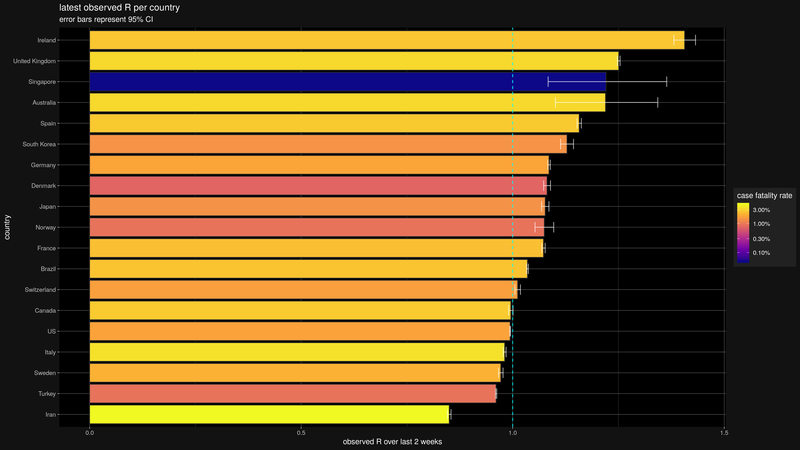 latest observed R per country
error bars represent 95% CI
country
Ireland
United Kingdom
Singapore
Australia
Spain
South Korea
Germany
Denmark
Japan
Norway
France
Brazil
Switzerland
Canada
US
Italy
Sweden
Turkey
Iran
0.0 0.5 1.0 1.5
observed R over last 2 weeks
case fatality rate
3.00%
1.00%
0.30%
0.10%